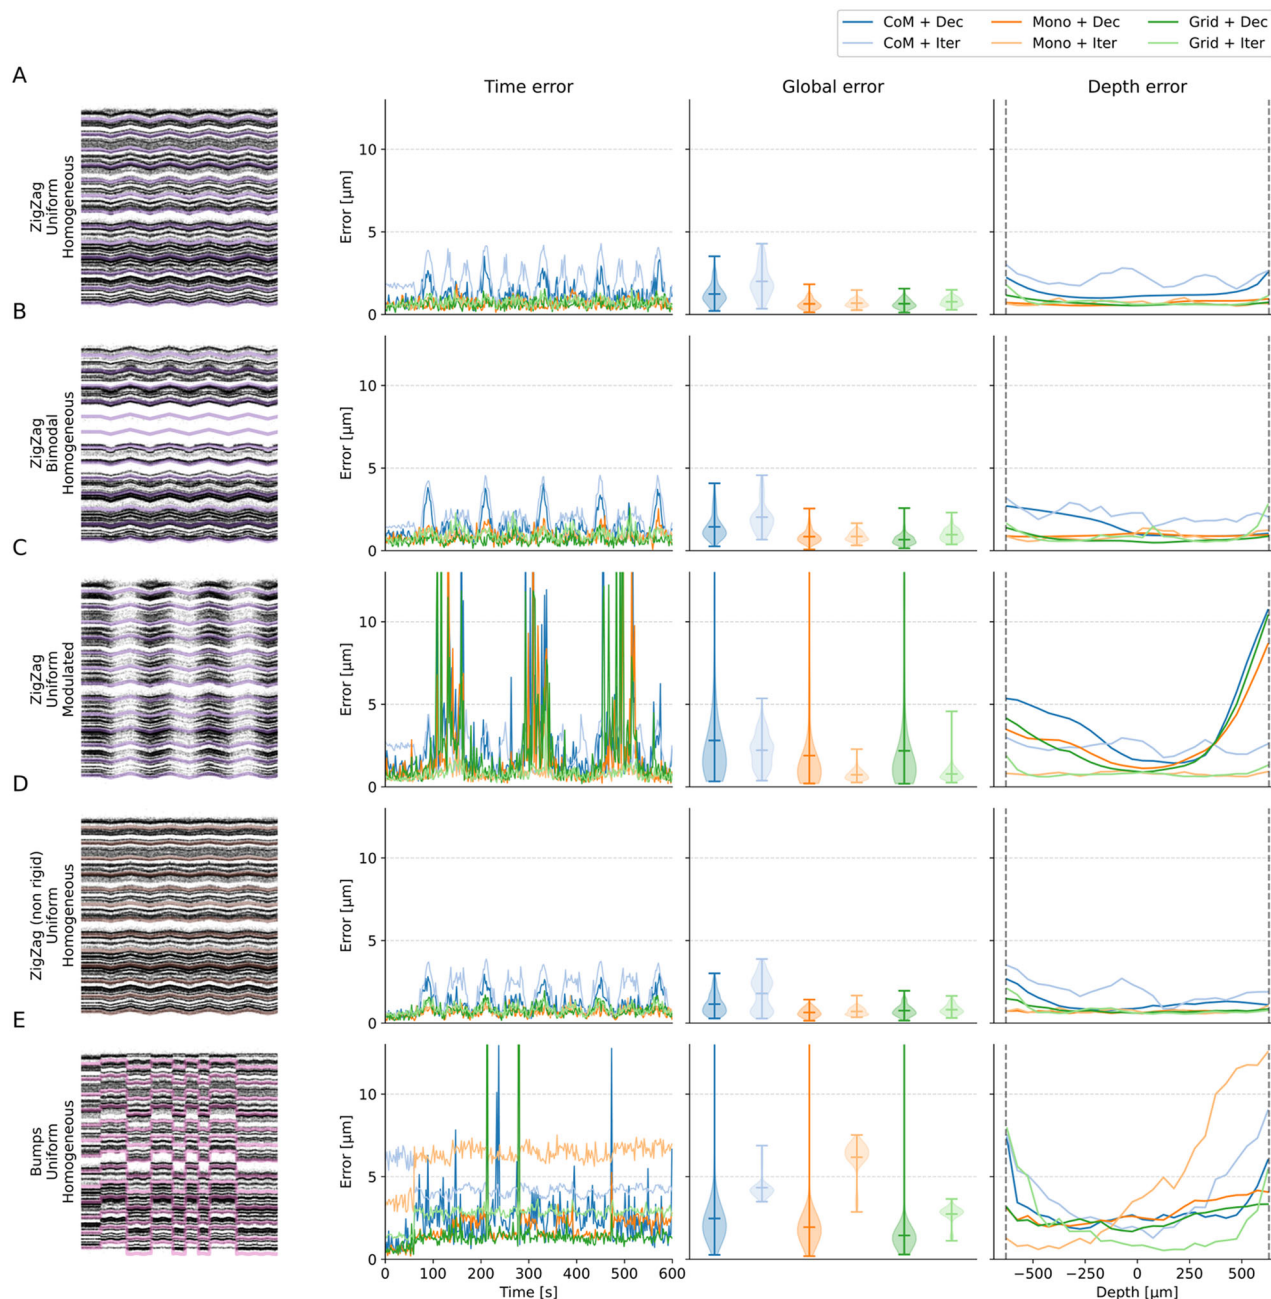 CoM + Dec Mono + Dec Grid + Dec
CoM + Iter Mono + Iter Grid + Iter
A
Time error Global error Depth error
ZigZag
Uniform
Homogeneous
Error [µm]
10
5
0
B
ZigZag
Bimodal
Homogeneous
Error [µm]
10
5
0
C
ZigZag
Uniform
Modulated
Error [µm]
10
5
0
D
ZigZag (non rigid)
Uniform
Homogeneous
Error [µm]
10
5
0
E
Bumps
Uniform
Homogeneous
Error [µm]
10
5
0
0 100 200 300 400 500 600
−500 −250 0 250 500
Time [s] Depth [µm]